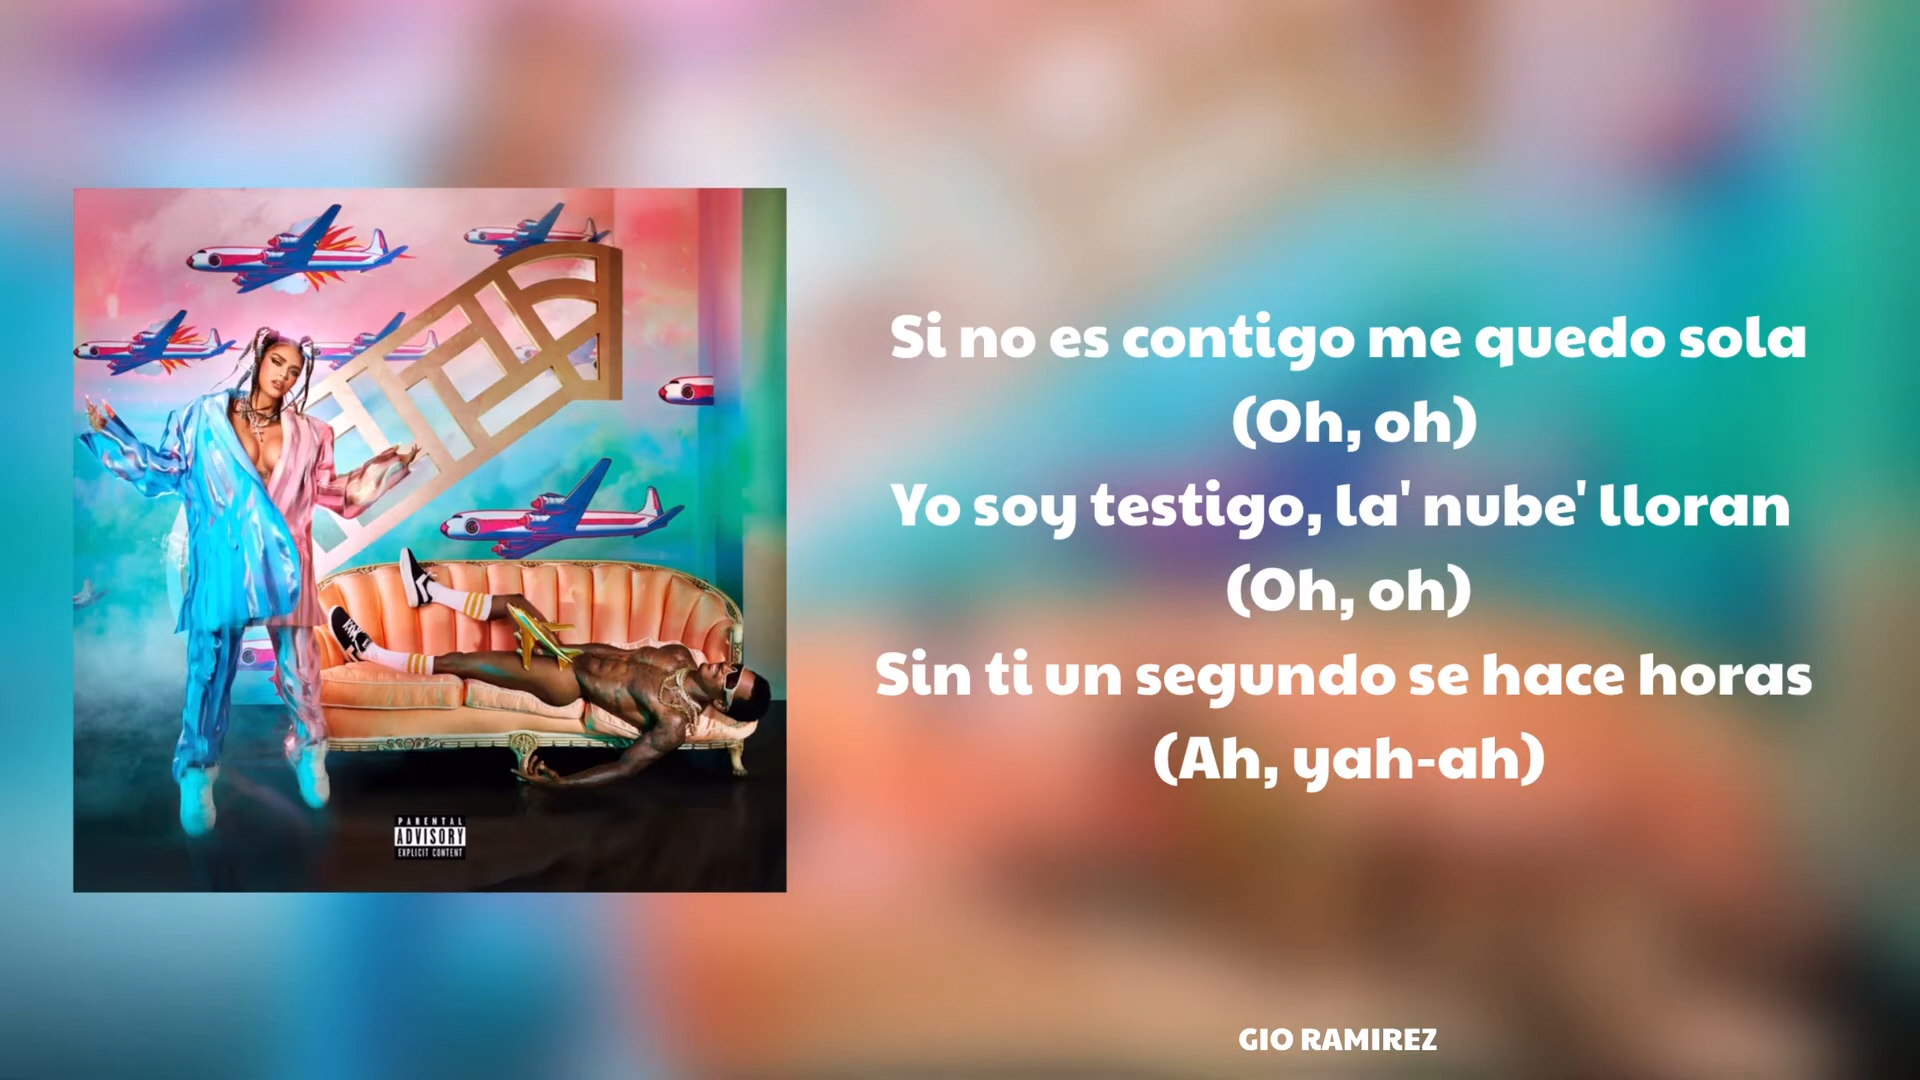 Si no es contigo me quedo sola
(Oh, oh)
Yo soy testigo, la' nube' lloran
(Oh, oh)
Sin ti un segundo se hace horas
(Ah, yah-ah)
PARENTAL
ADVISORY
EXPLICIT CONTENT
GIO RAMIREZ